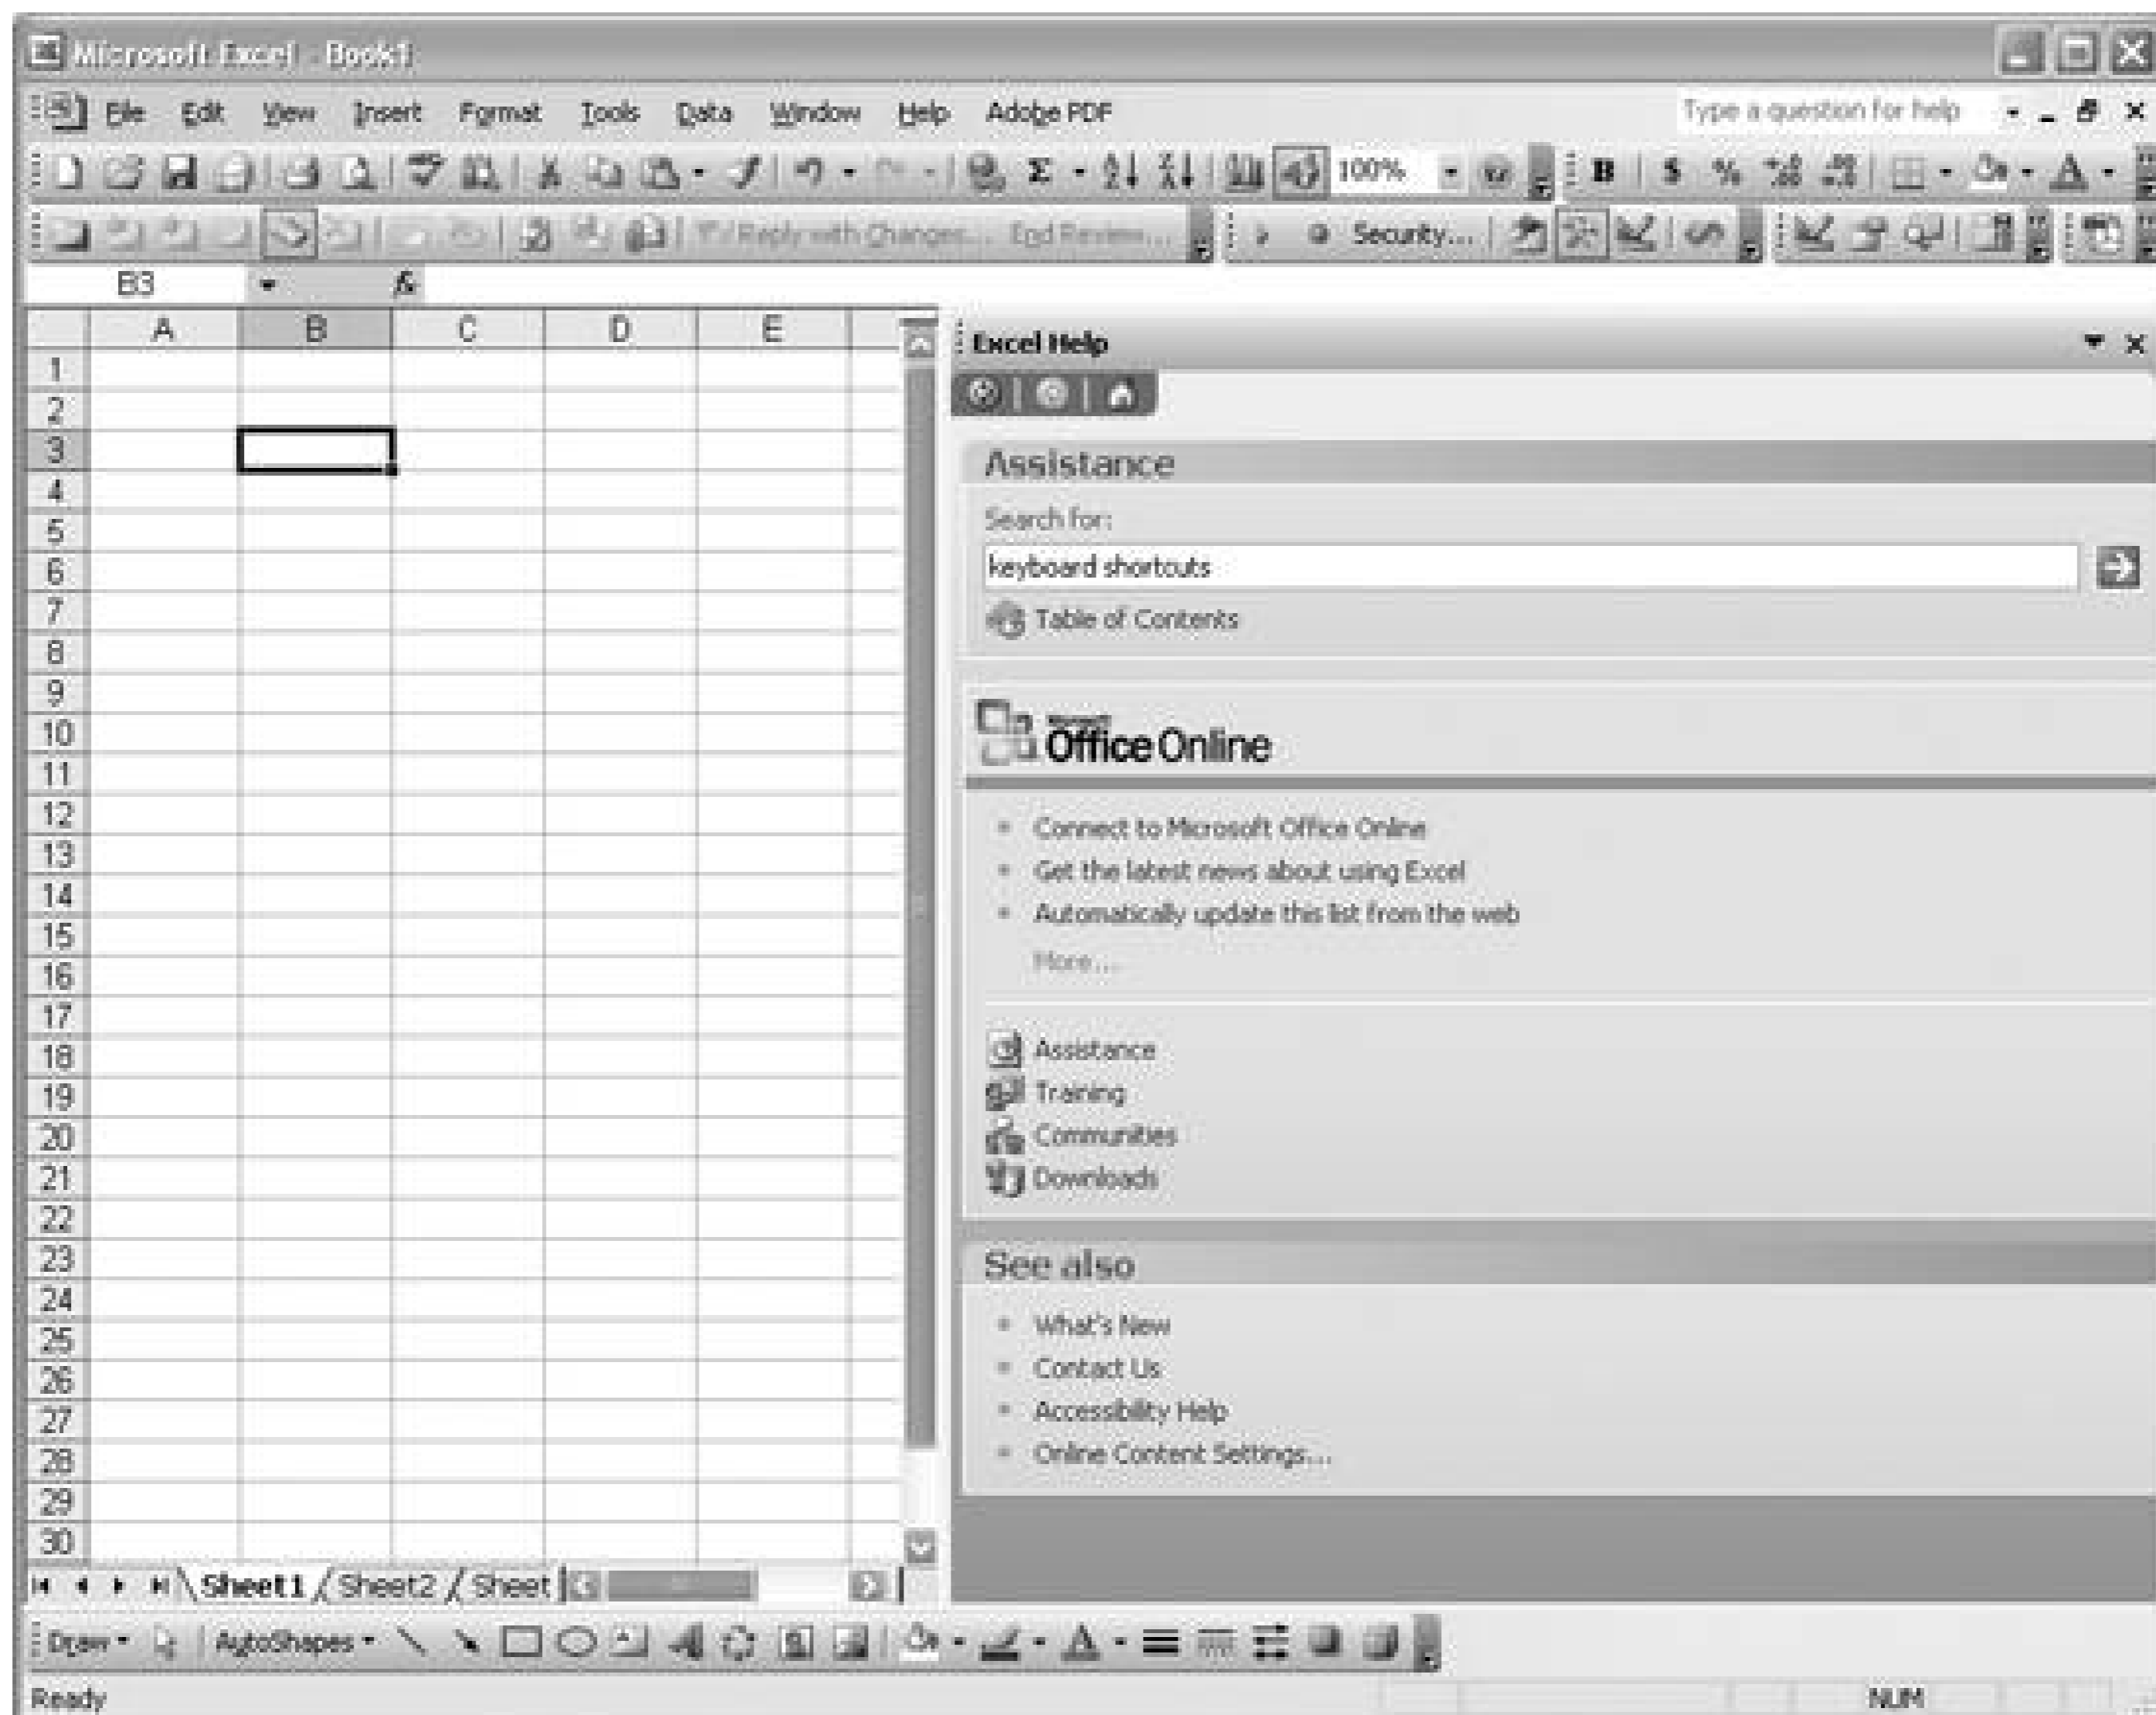 Microsoft Excel - Book1
File Edit View Insert Format Tools Data Window Help Adobe PDF Type a question for help
Σ 100% B $ %
Reply with Changes... End Review... Security...
B3 fx
A B C D E
1
2
3
4
5
6
7
8
9
10
11
12
13
14
15
16
17
18
19
20
21
22
23
24
25
26
27
28
29
30
Excel Help
Assistance
Search for:
keyboard shortcuts
Table of Contents
Microsoft
Office Online
Connect to Microsoft Office Online
Get the latest news about using Excel
Automatically update this list from the web
More...
Assistance
Training
Communities
Downloads
See also
What's New
Contact Us
Accessibility Help
Online Content Settings...
Sheet1 Sheet2 Sheet
Draw AutoShapes
Ready NUM